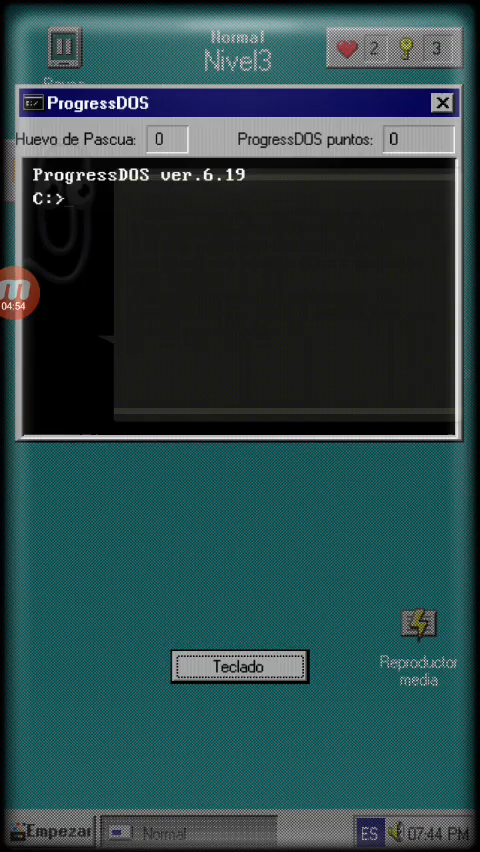 Normal
Nivel3
2
3
ProgressDOS
Huevo de Pascua: 0
ProgressDOS puntos: 0
ProgressDOS ver.6.19
C:>_
04:54
Teclado
Reproductor
media
Empezar
Normal
ES
07:44 PM